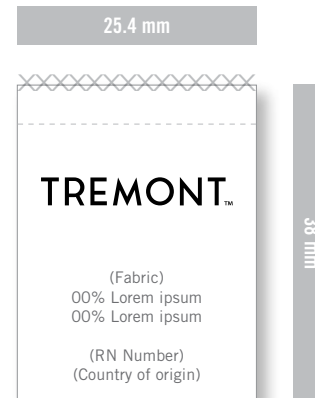 25.4 mm
TREMONT™
(Fabric)
00% Lorem ipsum
00% Lorem ipsum
(RN Number)
(Country of origin)
38 mm